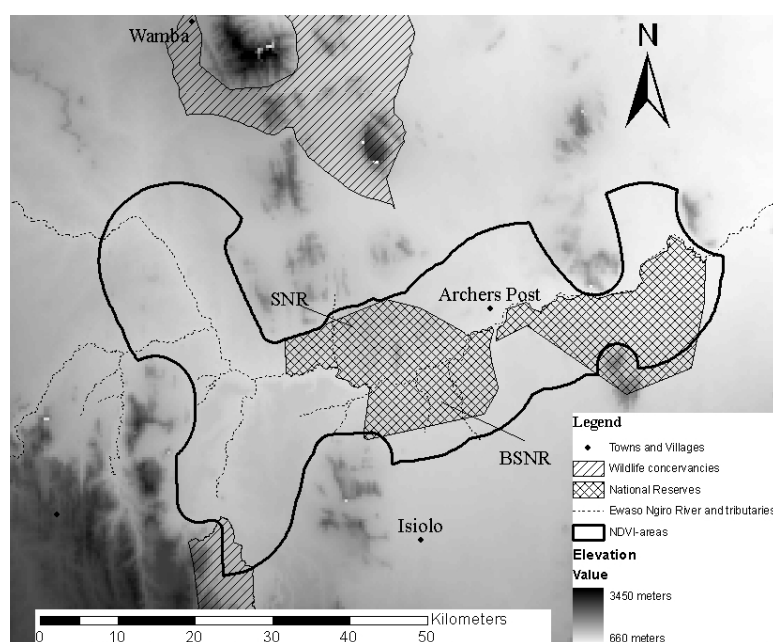 Wamba
N
SNR
Archers Post
BSNR
Isiolo
Legend
Towns and Villages
Wildlife concervancies
National Reserves
Ewaso Ngiro River and tributaries
NDVI-areas
Elevation
Value
3450 meters
660 meters
Kilometers
0 10 20 30 40 50